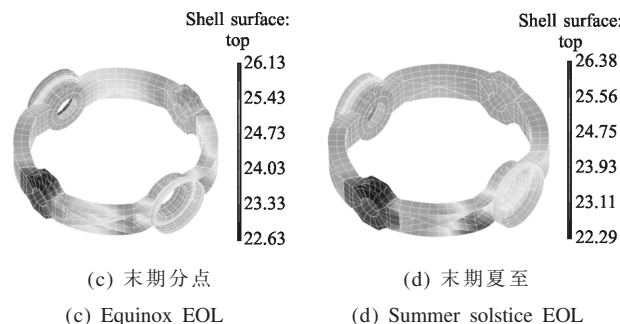 Shell surface:
top
26.13
25.43
24.73
24.03
23.33
22.63
(c) 末期分点
(c) Equinox EOL
Shell surface:
top
26.38
25.56
24.75
23.93
23.11
22.29
(d) 末期夏至
(d) Summer solstice EOL